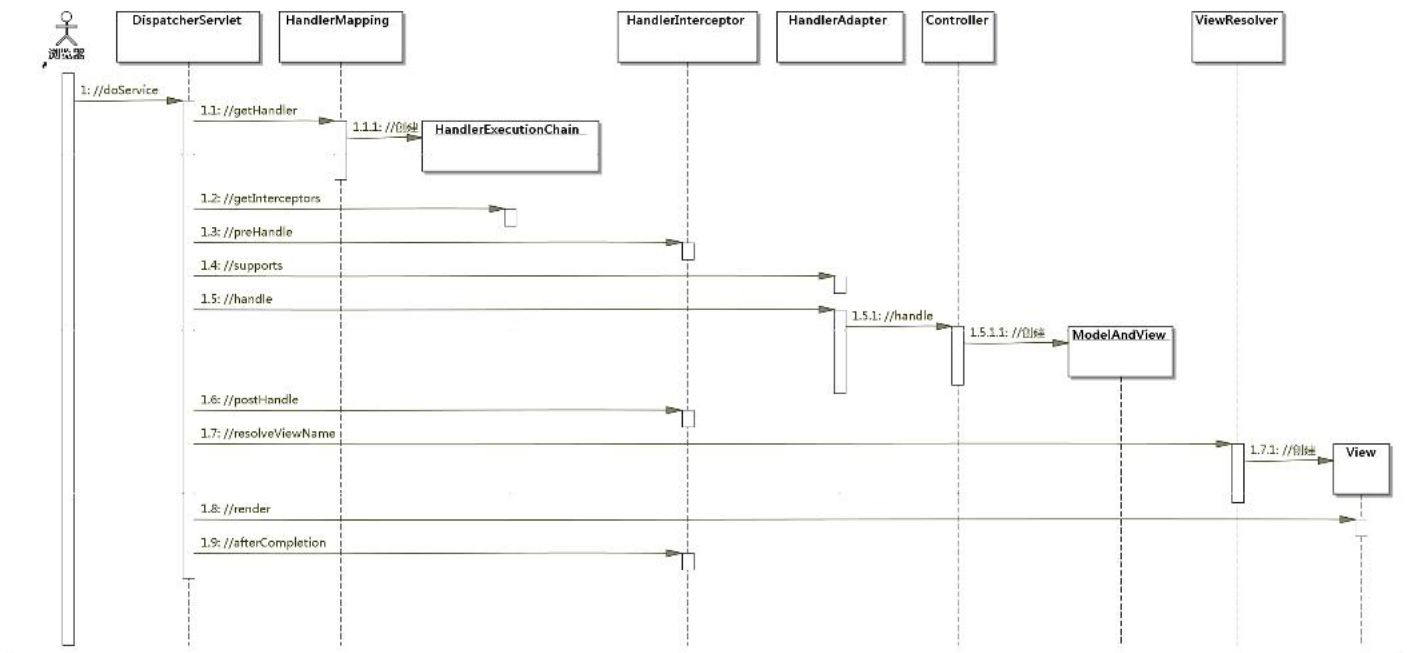 DispatcherServlet
HandlerMapping
HandlerInterceptor
HandlerAdapter
Controller
ViewResolver
浏览器
1: //doService
1.1: //getHandler
1.1.1: //创建
HandlerExecutionChain
1.2: //getInterceptors
1.3: //preHandle
1.4: //supports
1.5: //handle
1.5.1: //handle
1.5.1.1: //创建
ModelAndView
1.6: //postHandle
1.7: //resolveViewName
1.7.1: //创建
View
1.8: //render
1.9: //afterCompletion